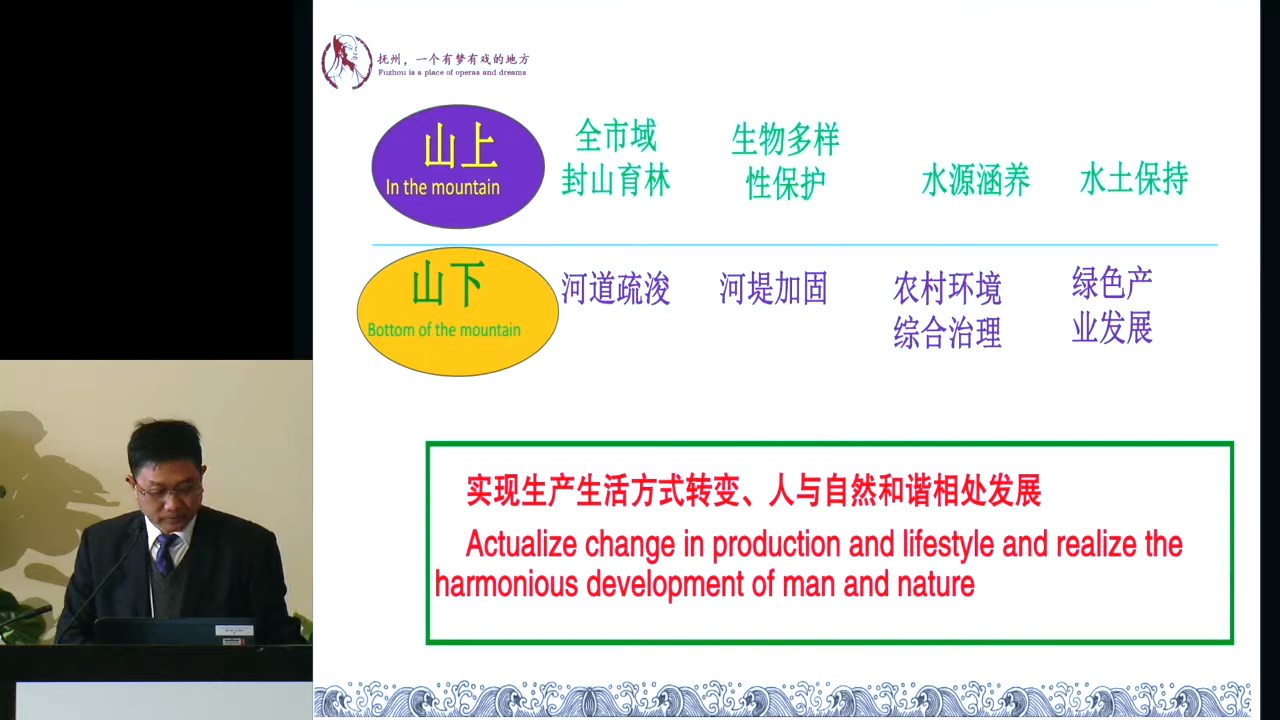 抚州，一个有梦有戏的地方
Fuzhou is a place of operas and dreams
山上
In the mountain
全市域
封山育林
生物多样
性保护
水源涵养
水土保持
山下
Bottom of the mountain
河道疏浚
河堤加固
农村环境
综合治理
绿色产
业发展
实现生产生活方式转变、人与自然和谐相处发展
Actualize change in production and lifestyle and realize the
harmonious development of man and nature